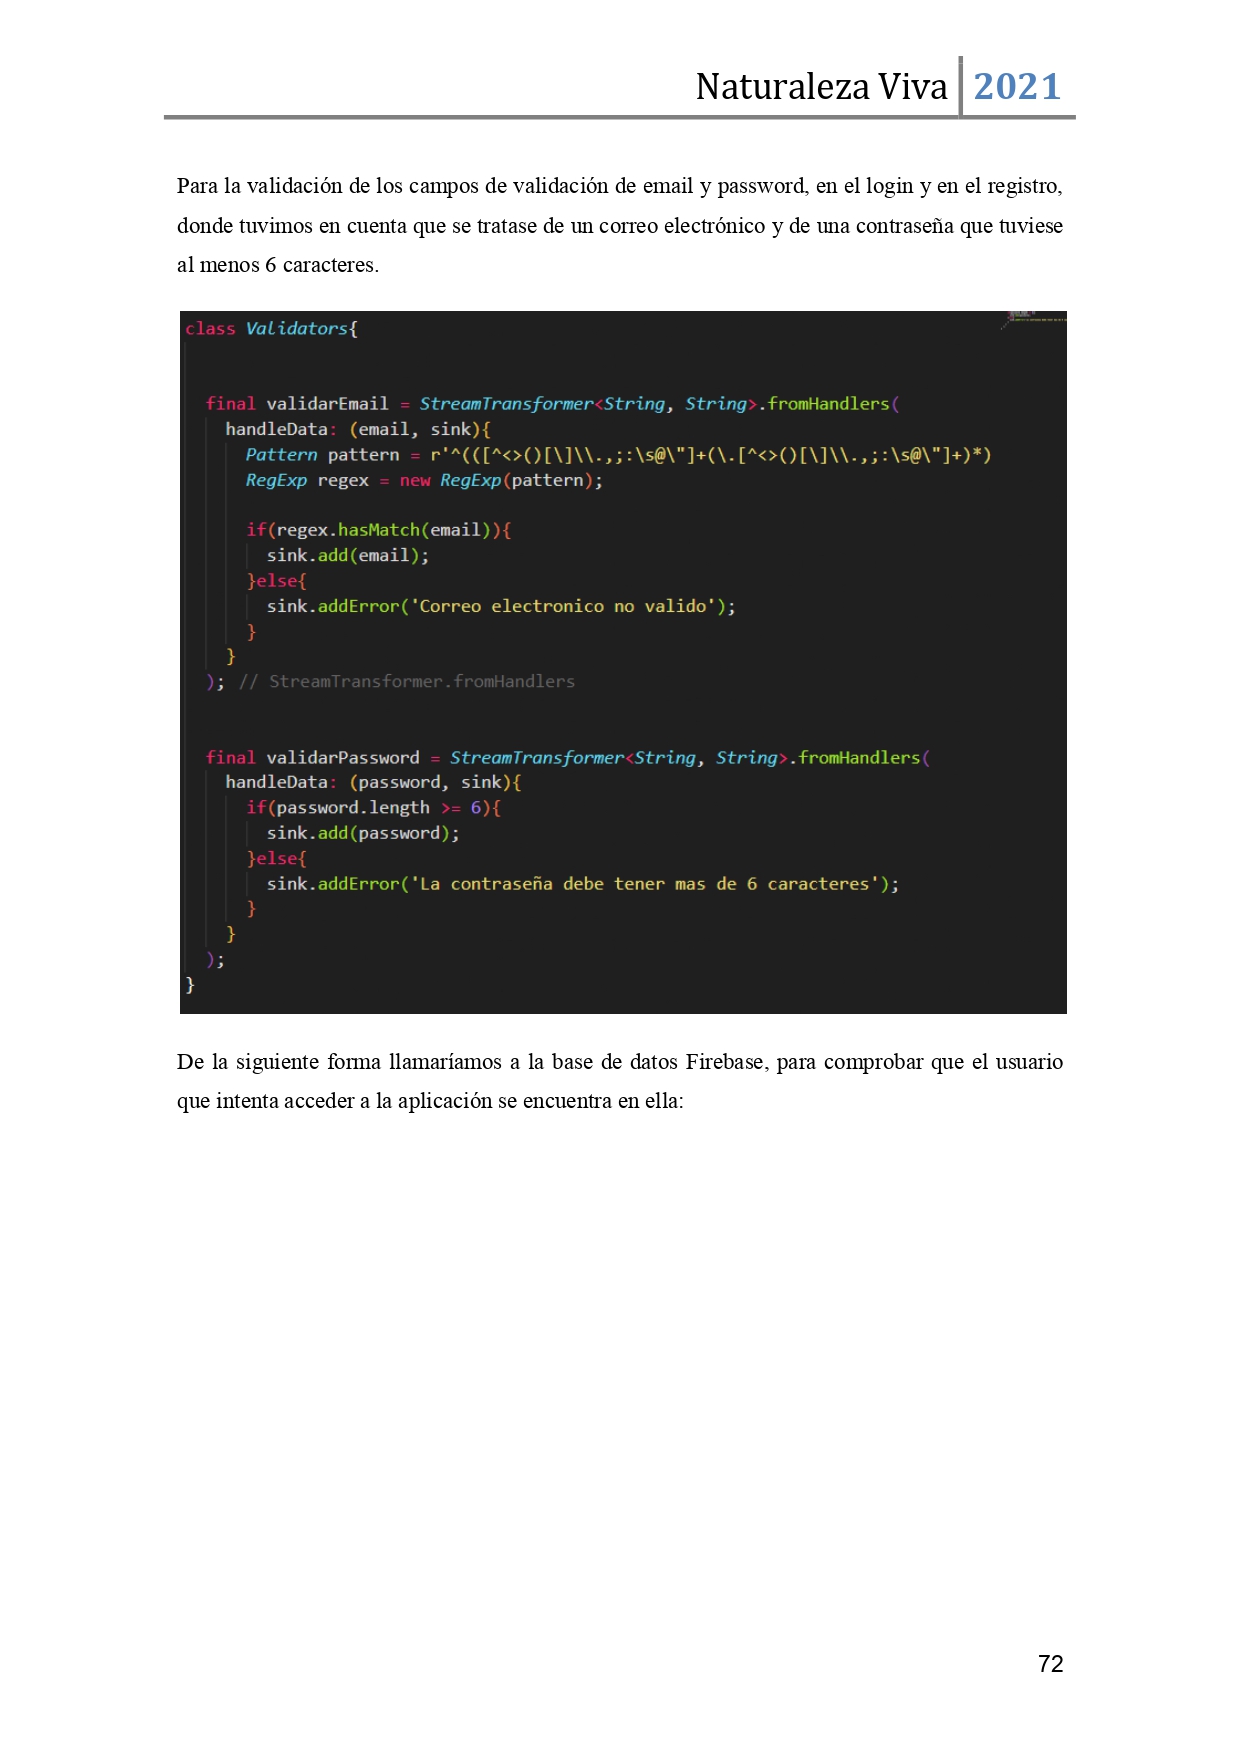 Naturaleza Viva 2021
Para la validación de los campos de validación de email y password, en el login y en el registro,
donde tuvimos en cuenta que se tratase de un correo electrónico y de una contraseña que tuviese
al menos 6 caracteres.
class Validators{
final validarEmail = StreamTransformer<String, String>.fromHandlers(
handleData: (email, sink){
Pattern pattern = r'^(([^<>()[\]\\.,;:\s@\"]+(\.[^<>()[\]\\.,;:\s@\"]+)*)
RegExp regex = new RegExp(pattern);
if(regex.hasMatch(email)){
sink.add(email);
}else{
sink.addError('Correo electronico no valido');
}
}
); // StreamTransformer.fromHandlers
final validarPassword = StreamTransformer<String, String>.fromHandlers(
handleData: (password, sink){
if(password.length >= 6){
sink.add(password);
}else{
sink.addError('La contraseña debe tener mas de 6 caracteres');
}
}
);
}
De la siguiente forma llamaríamos a la base de datos Firebase, para comprobar que el usuario
que intenta acceder a la aplicación se encuentra en ella:
72